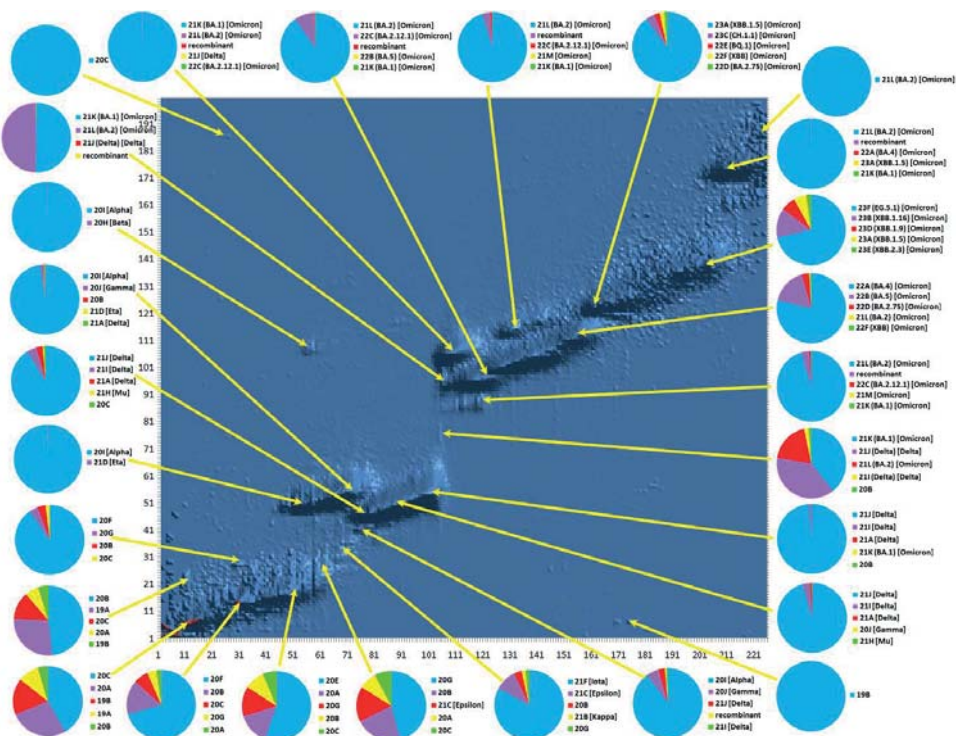 20C
21K (BA.1) [Omicron]
21L (BA.2) [Omicron]
recombinant
21J [Delta]
22C (BA.2.12.1) [Omicron]
21L (BA.2) [Omicron]
22C (BA.2.12.1) [Omicron]
recombinant
22B (BA.5) [Omicron]
21K (BA.1) [Omicron]
21L (BA.2) [Omicron]
recombinant
22C (BA.2.12.1) [Omicron]
21M [Omicron]
21K (BA.1) [Omicron]
23A (XBB.1.5) [Omicron]
23C (CH.1.1) [Omicron]
22E (BQ.1) [Omicron]
22F (XBB) [Omicron]
22D (BA.2.75) [Omicron]
21L (BA.2) [Omicron]
21K (BA.1) [Omicron]
21L (BA.2) [Omicron]
21J (Delta) [Delta]
recombinant
20I [Alpha]
20H [Beta]
20I [Alpha]
20J [Gamma]
20B
21D [Eta]
21A [Delta]
21J [Delta]
21I [Delta]
21A [Delta]
21H [Mu]
20C
20I [Alpha]
21D [Eta]
20F
20G
20B
20C
20B
19A
20C
20A
19B
20C
20A
19B
19A
20B
20F
20B
20C
20G
20A
20E
20A
20G
20B
20C
20G
20B
21C [Epsilon]
20A
20C
21F [Iota]
21C [Epsilon]
20B
21B [Kappa]
20G
20I [Alpha]
20J [Gamma]
21J [Delta]
recombinant
21I [Delta]
19B
21L (BA.2) [Omicron]
recombinant
22A (BA.4) [Omicron]
23A (XBB.1.5) [Omicron]
21K (BA.1) [Omicron]
23F (EG.5.1) [Omicron]
23B (XBB.1.16) [Omicron]
23D (XBB.1.9) [Omicron]
23A (XBB.1.5) [Omicron]
23E (XBB.2.3) [Omicron]
22A (BA.4) [Omicron]
22B (BA.5) [Omicron]
22D (BA.2.75) [Omicron]
21L (BA.2) [Omicron]
22F (XBB) [Omicron]
21L (BA.2) [Omicron]
recombinant
22C (BA.2.12.1) [Omicron]
21M [Omicron]
21K (BA.1) [Omicron]
21K (BA.1) [Omicron]
21J (Delta) [Delta]
21L (BA.2) [Omicron]
21I (Delta) [Delta]
20B
21J [Delta]
21I [Delta]
21A [Delta]
21K (BA.1) [Omicron]
20B
21J [Delta]
21I [Delta]
21A [Delta]
20J [Gamma]
21H [Mu]
191
181
171
161
151
141
131
121
111
101
91
81
71
61
51
41
31
21
11
1
1 11 21 31 41 51 61 71 81 91 101 111 121 131 141 151 161 171 181 191 201 211 221